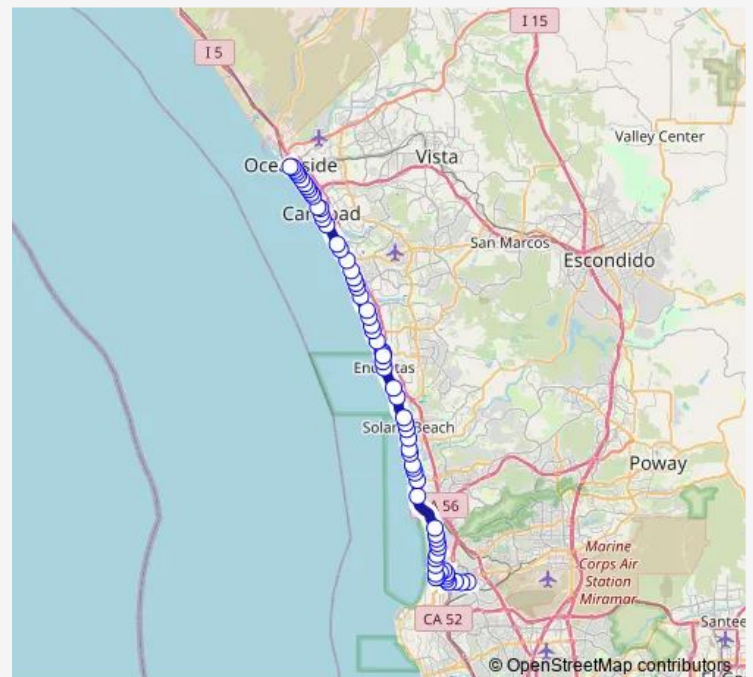 I 15
I 5
Valley Center
Oceanside
Vista
Carlsbad
San Marcos
Escondido
Encinitas
Solana Beach
Poway
CA 56
Marine
Corps Air
Station
Miramar
CA 52
Santee
© OpenStreetMap contributors